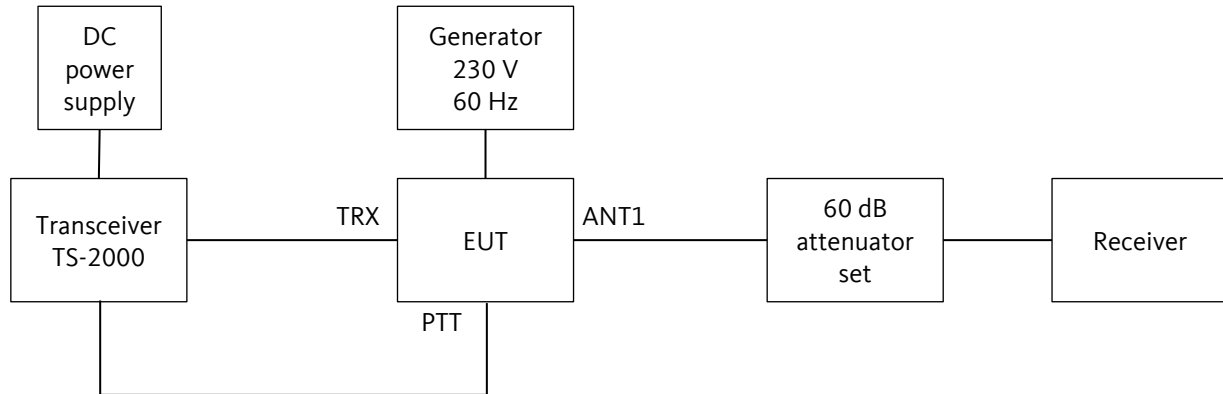 DC
power
supply
Generator
230 V
60 Hz
Transceiver
TS-2000
TRX
EUT
ANT1
60 dB
attenuator
set
Receiver
PTT